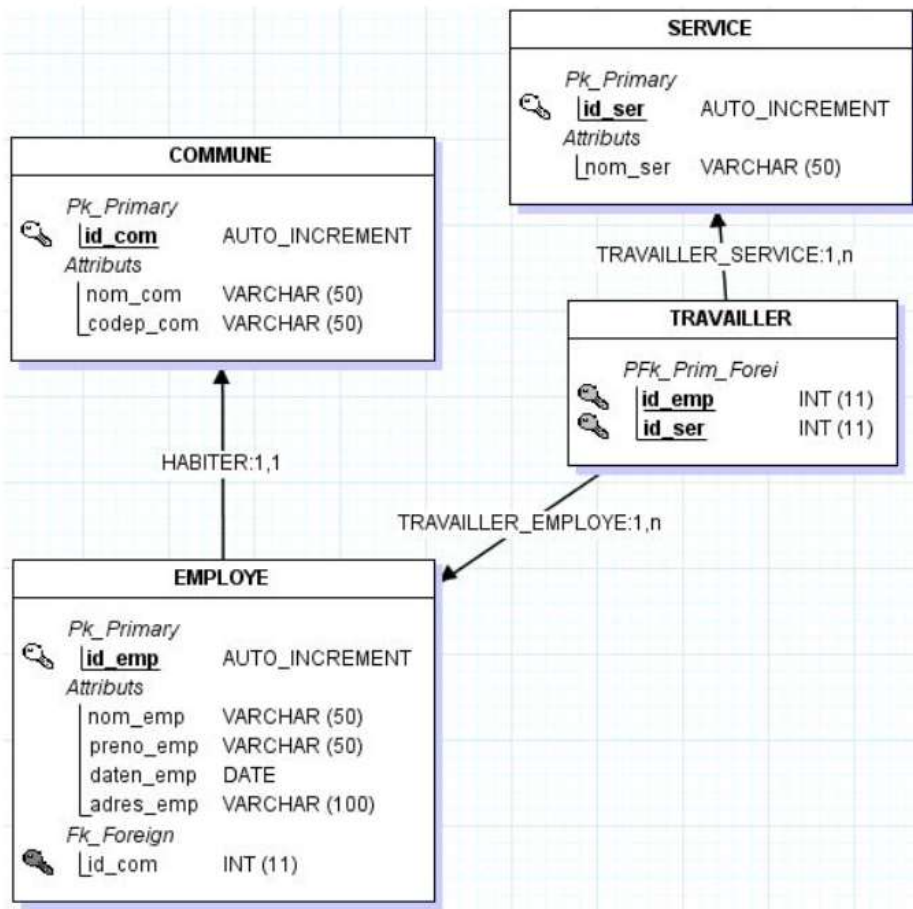 SERVICE
Pk_Primary
id_ser AUTO_INCREMENT
Attributs
nom_ser VARCHAR (50)
COMMUNE
Pk_Primary
id_com AUTO_INCREMENT
Attributs
nom_com VARCHAR (50)
codep_com VARCHAR (50)
TRAVAILLER_SERVICE:1,n
TRAVAILLER
PFk_Prim_Forei
id_emp INT (11)
id_ser INT (11)
HABITER:1,1
TRAVAILLER_EMPLOYE:1,n
EMPLOYE
Pk_Primary
id_emp AUTO_INCREMENT
Attributs
nom_emp VARCHAR (50)
preno_emp VARCHAR (50)
daten_emp DATE
adres_emp VARCHAR (100)
Fk_Foreign
id_com INT (11)